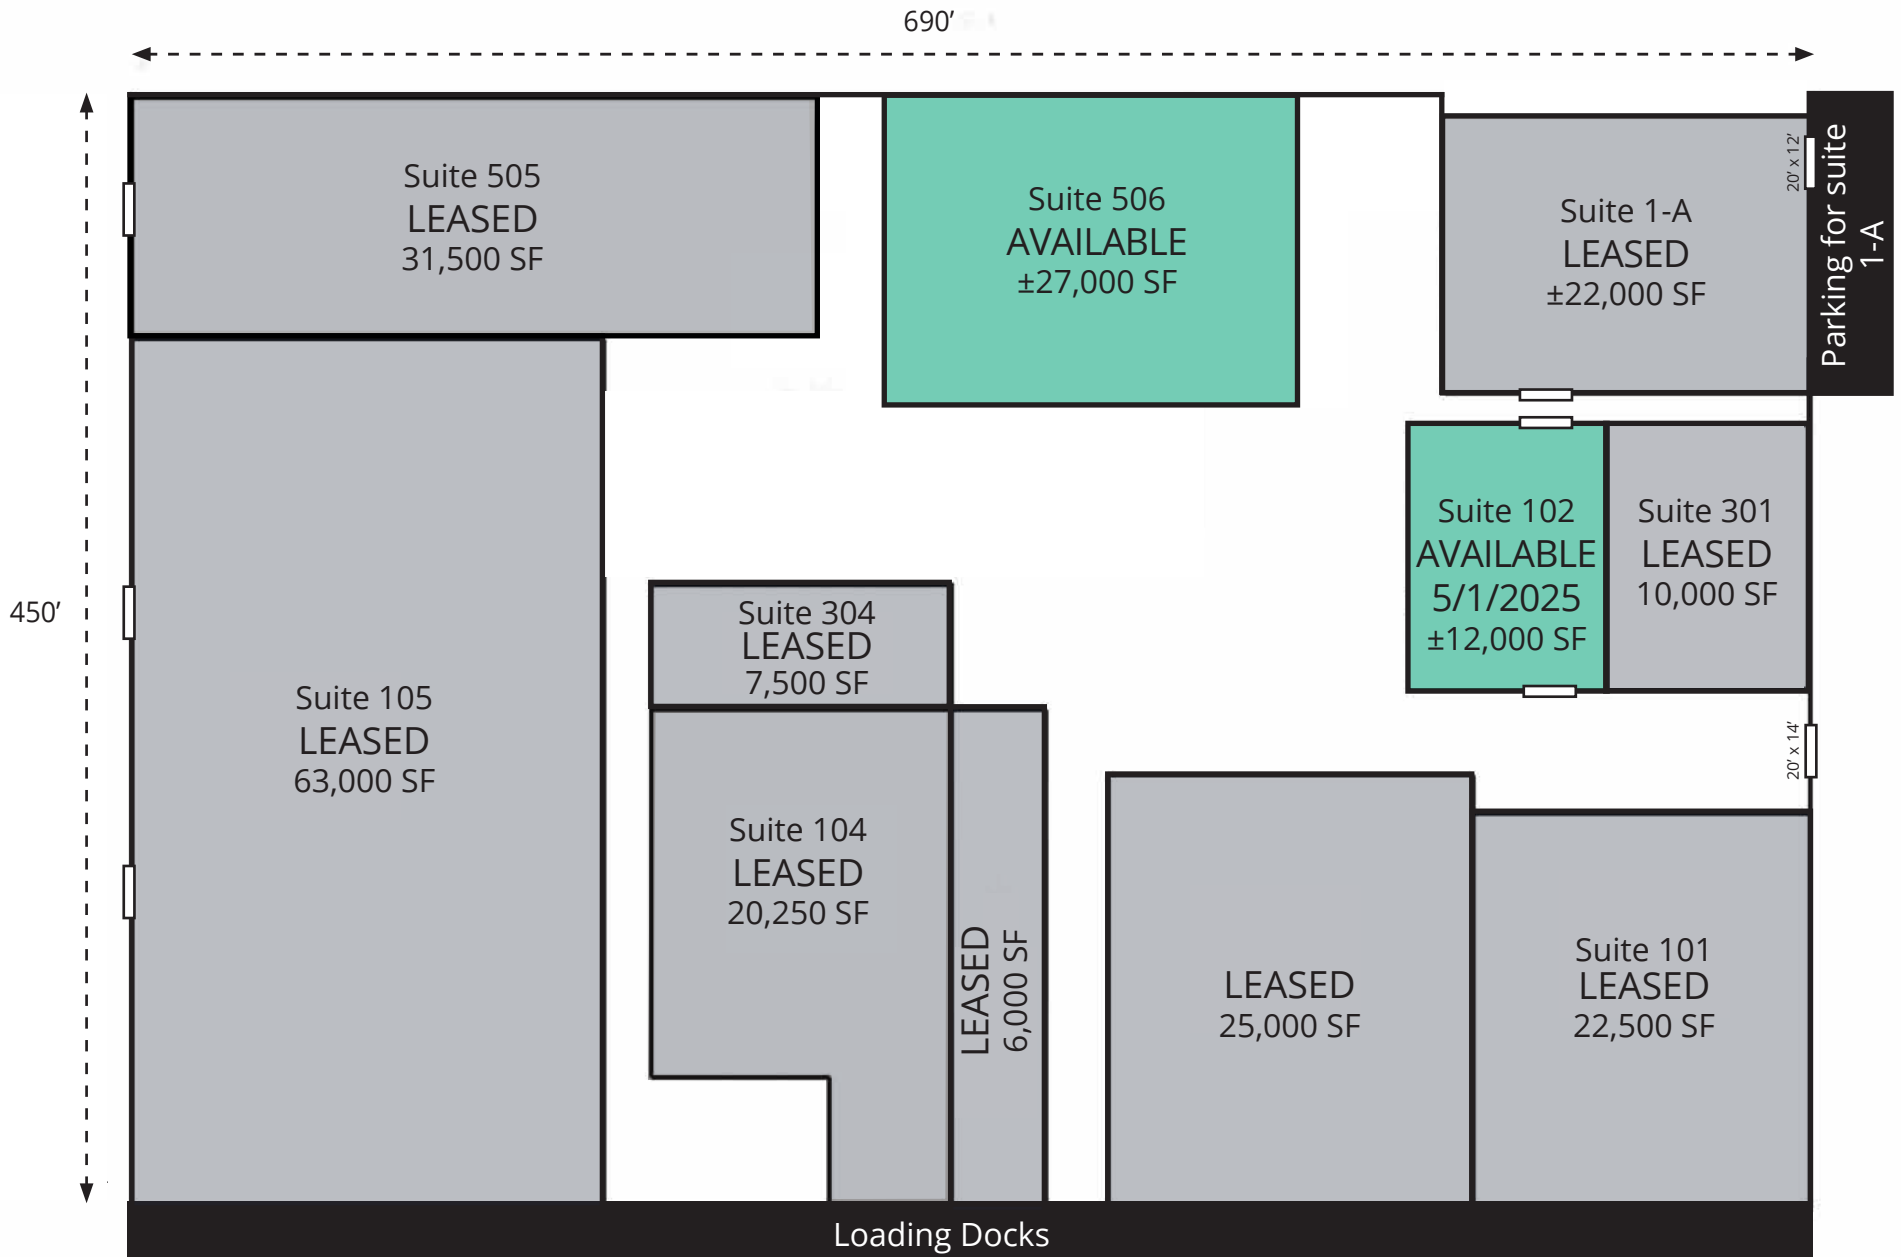 690’
Suite 505
LEASED
31,500 SF
Suite 506
AVAILABLE
±27,000 SF
Suite 1-A
LEASED
±22,000 SF
20’ x 12’
Parking for suite
1-A
Suite 102
AVAILABLE
5/1/2025
±12,000 SF
Suite 301
LEASED
10,000 SF
450’
Suite 304
LEASED
7,500 SF
Suite 105
LEASED
63,000 SF
20’ x 14’
Suite 104
LEASED
20,250 SF
LEASED
6,000 SF
LEASED
25,000 SF
Suite 101
LEASED
22,500 SF
Loading Docks